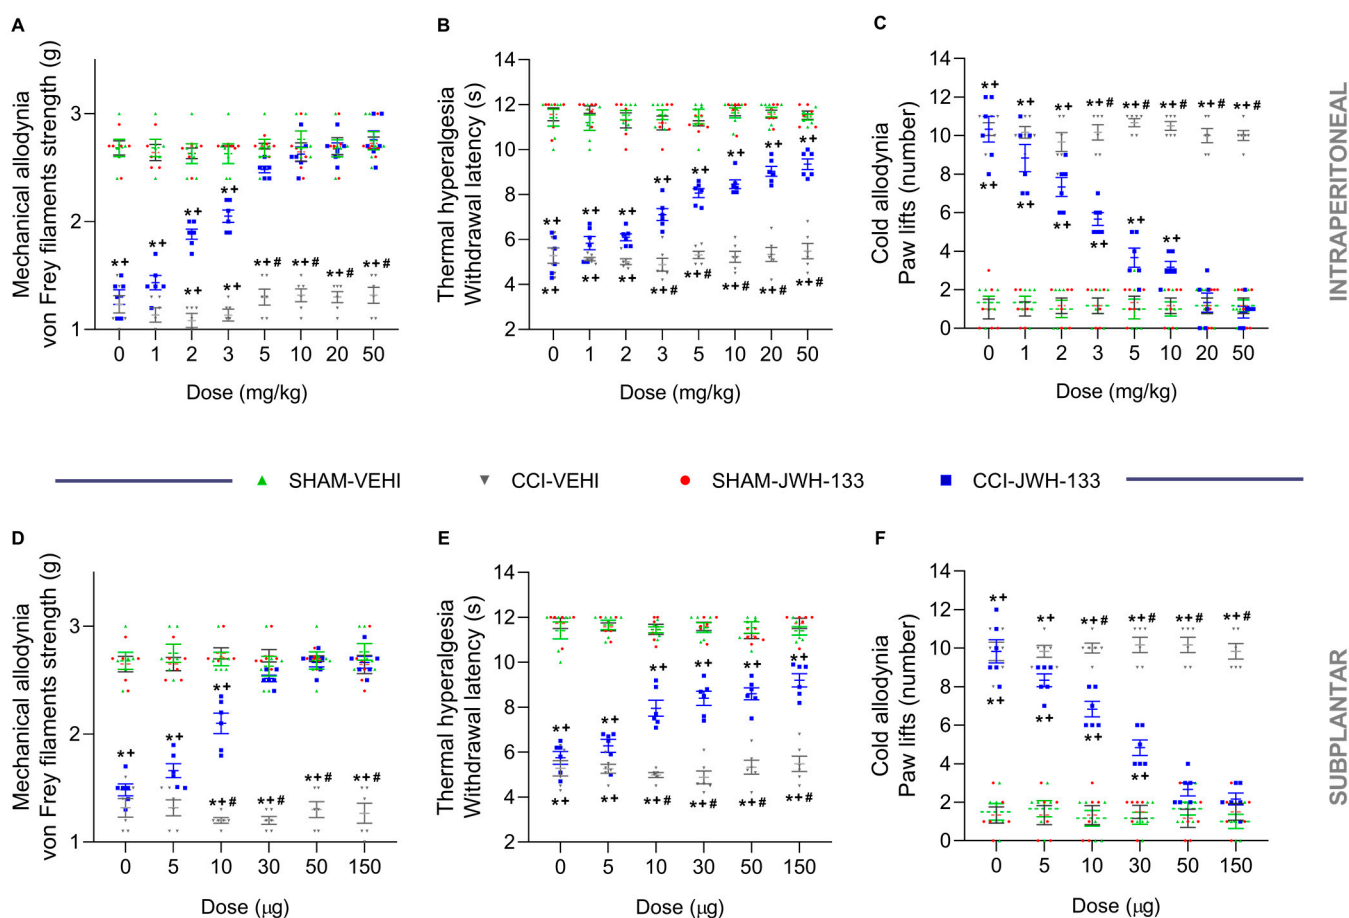 A
Mechanical allodynia
von Frey filaments strength (g)
3
2
1
*+ *+ *+ *+ *+# *+# *+# *+#
*+ *+
0 1 2 3 5 10 20 50
Dose (mg/kg)
B
Thermal hyperalgesia
Withdrawal latency (s)
14
12
10
8
6
4
2
*+ *+ *+ *+ *+ *+ *+ *+
*+ *+ *+ *+# *+# *+# *+# *+#
0 1 2 3 5 10 20 50
Dose (mg/kg)
C
Cold allodynia
Paw lifts (number)
14
12
10
8
6
4
2
0
*+ *+ *+ *+# *+# *+# *+# *+#
*+ *+ *+ *+ *+ *+
0 1 2 3 5 10 20 50
Dose (mg/kg)
INTRAPERITONEAL
SHAM-VEHI CCI-VEHI SHAM-JWH-133 CCI-JWH-133
D
Mechanical allodynia
von Frey filaments strength (g)
3
2
1
*+ *+ *+
*+# *+# *+# *+#
0 5 10 30 50 150
Dose (µg)
E
Thermal hyperalgesia
Withdrawal latency (s)
14
12
10
8
6
4
2
*+ *+ *+ *+ *+ *+
*+ *+ *+# *+# *+# *+#
0 5 10 30 50 150
Dose (µg)
F
Cold allodynia
Paw lifts (number)
14
12
10
8
6
4
2
0
*+ *+ *+# *+# *+# *+#
*+ *+ *+ *+
0 5 10 30 50 150
Dose (µg)
SUBPLANTAR